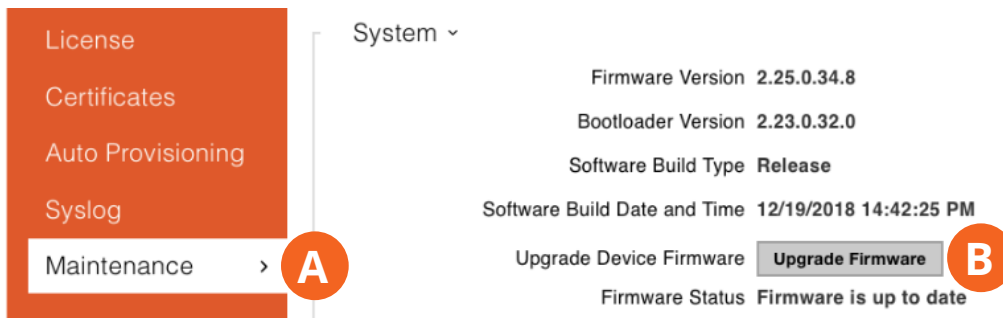 License
Certificates
Auto Provisioning
Syslog
Maintenance >
A
System
Firmware Version 2.25.0.34.8
Bootloader Version 2.23.0.32.0
Software Build Type Release
Software Build Date and Time 12/19/2018 14:42:25 PM
Upgrade Device Firmware Upgrade Firmware
B
Firmware Status Firmware is up to date